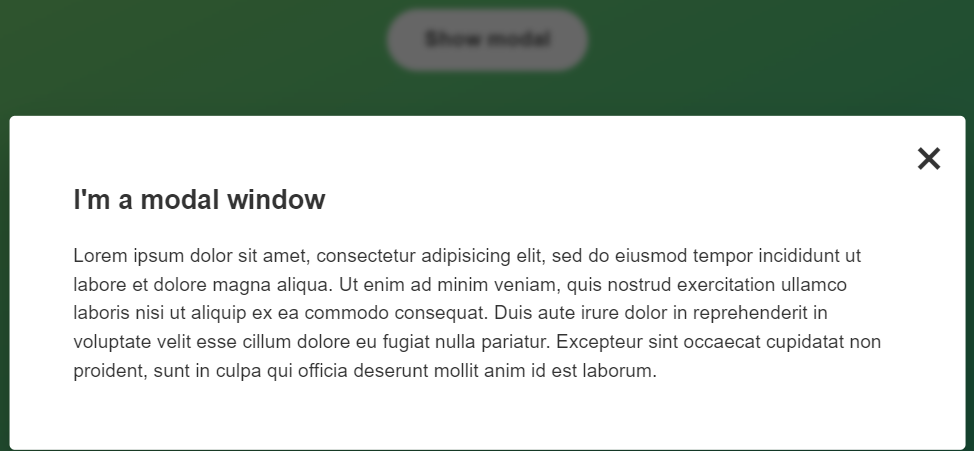 Show modal
×
I'm a modal window
Lorem ipsum dolor sit amet, consectetur adipisicing elit, sed do eiusmod tempor incididunt ut
labore et dolore magna aliqua. Ut enim ad minim veniam, quis nostrud exercitation ullamco
laboris nisi ut aliquip ex ea commodo consequat. Duis aute irure dolor in reprehenderit in
voluptate velit esse cillum dolore eu fugiat nulla pariatur. Excepteur sint occaecat cupidatat non
proident, sunt in culpa qui officia deserunt mollit anim id est laborum.